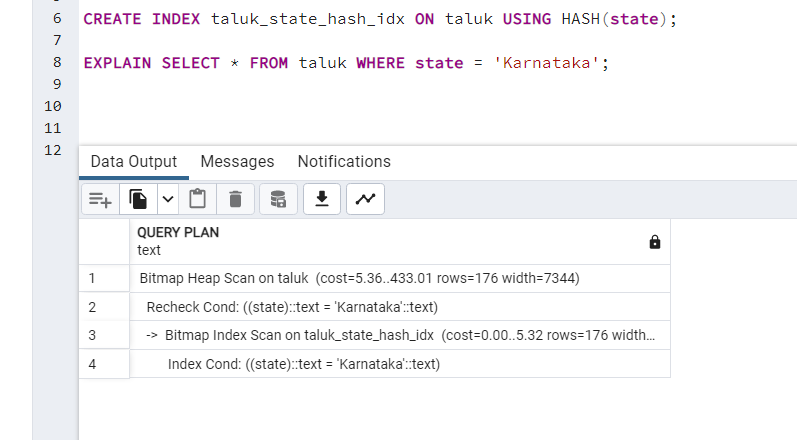 6 CREATE INDEX taluk_state_hash_idx ON taluk USING HASH(state);
7
8 EXPLAIN SELECT * FROM taluk WHERE state = 'Karnataka';
9
10
11
12
Data Output Messages Notifications
QUERY PLAN
text
1 Bitmap Heap Scan on taluk (cost=5.36..433.01 rows=176 width=7344)
2 Recheck Cond: ((state)::text = 'Karnataka'::text)
3 -> Bitmap Index Scan on taluk_state_hash_idx (cost=0.00..5.32 rows=176 width…
4 Index Cond: ((state)::text = 'Karnataka'::text)